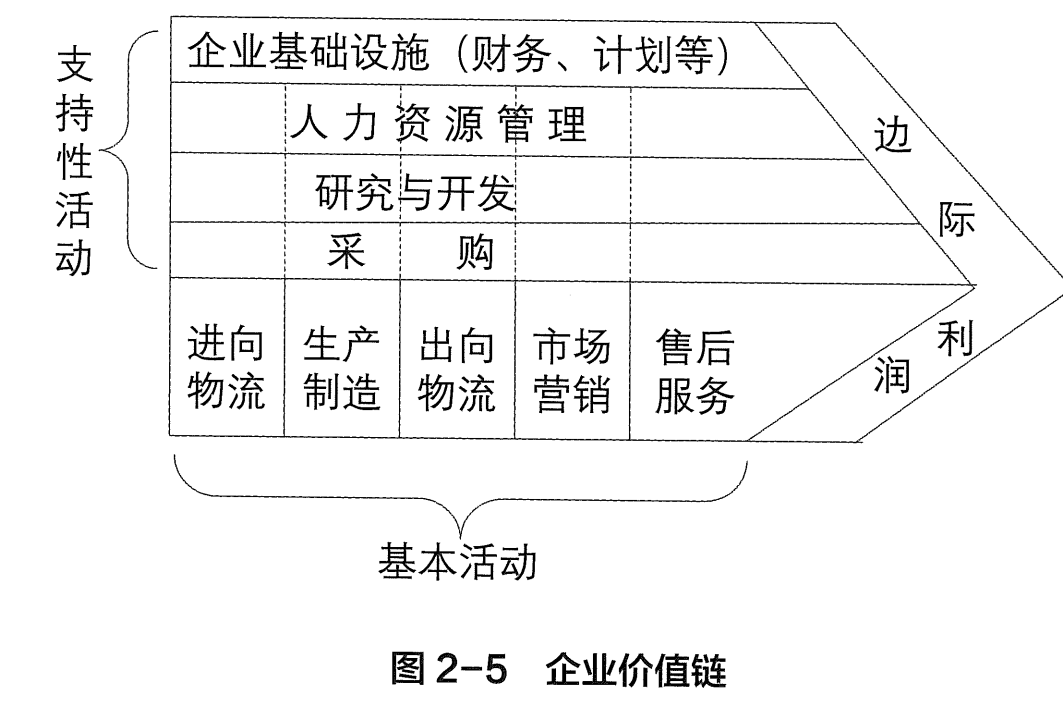 支持性活动
企业基础设施（财务、计划等）
人力资源管理
研究与开发
采购
边际利润
进向物流
生产制造
出向物流
市场营销
售后服务
基本活动
图2-5 企业价值链